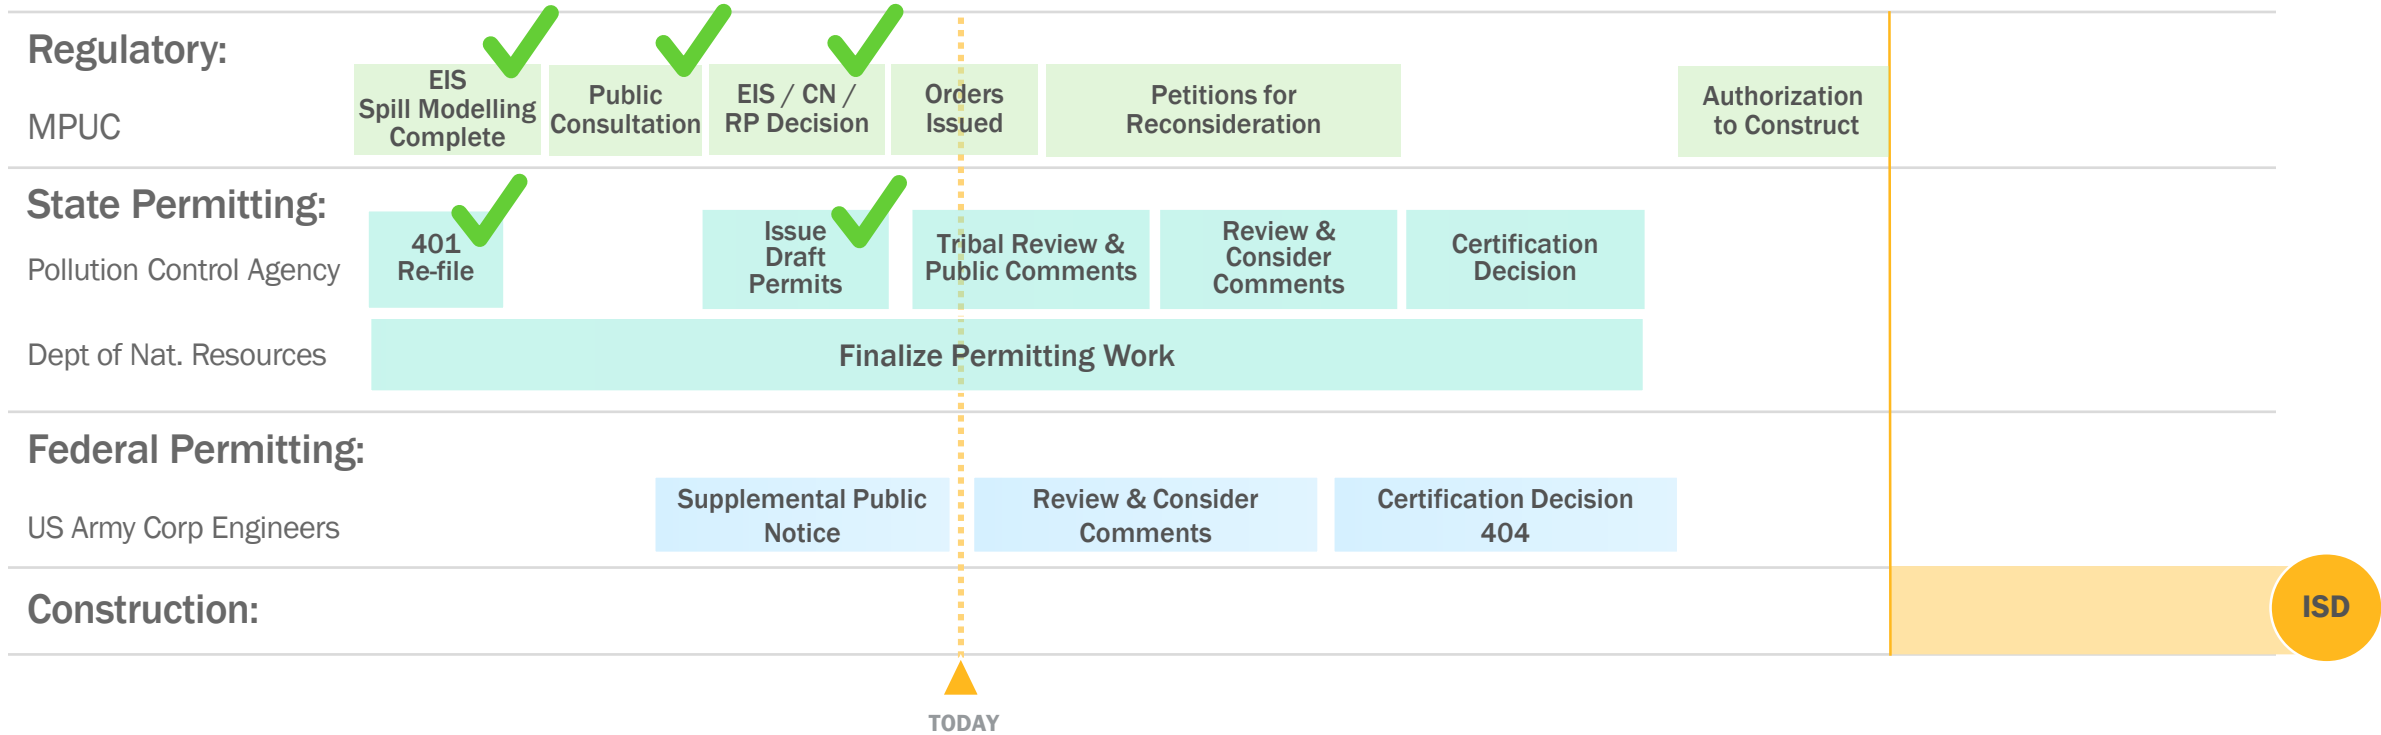 Regulatory:
MPUC
EIS
Spill Modelling
Complete
Public
Consultation
EIS / CN /
RP Decision
Orders
Issued
Petitions for
Reconsideration
Authorization
to Construct
State Permitting:
Pollution Control Agency
401
Re-file
Issue
Draft
Permits
Tribal Review &
Public Comments
Review &
Consider
Comments
Certification
Decision
Dept of Nat. Resources
Finalize Permitting Work
Federal Permitting:
US Army Corp Engineers
Supplemental Public
Notice
Review & Consider
Comments
Certification Decision
404
Construction:
ISD
TODAY